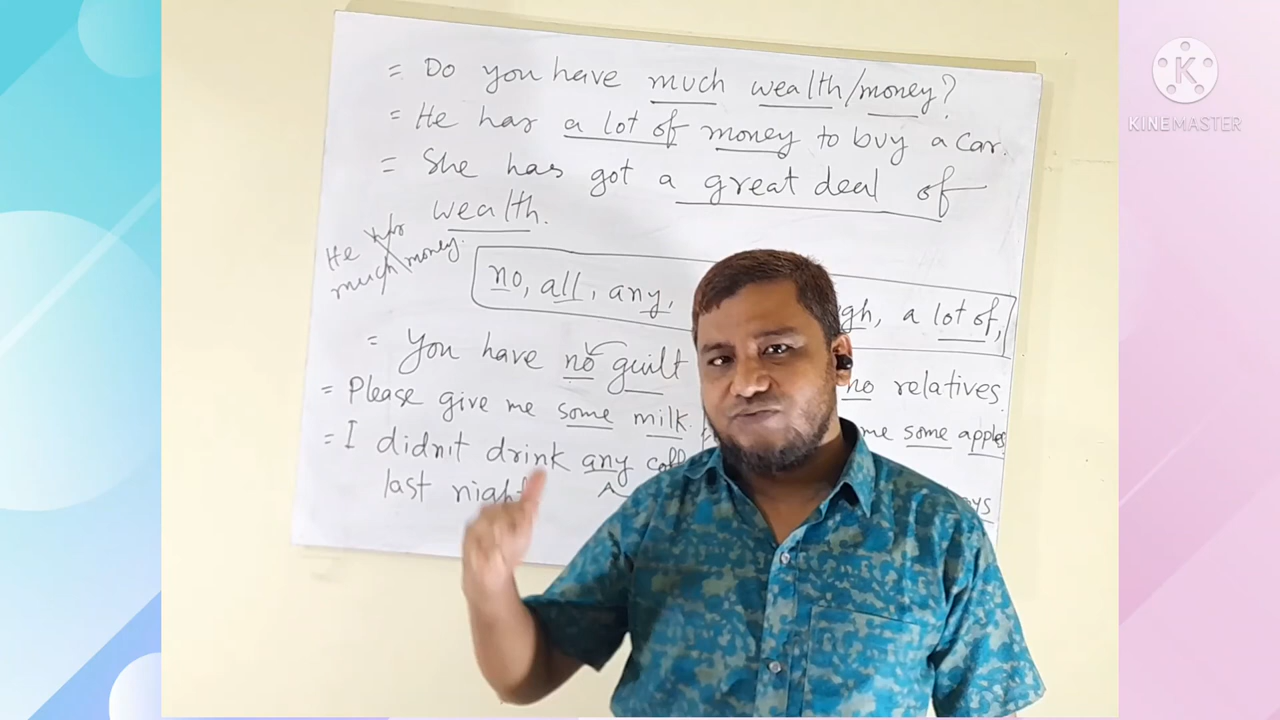 = Do you have much wealth/money?
= He has a lot of money to buy a car.
= She has got a great deal of
wealth.
He has
much money.
no, all, any, a lot of,
= You have no guilt no relatives.
= Please give me some milk. me some apples
= I didn't drink any
last night
K
KINEMASTER